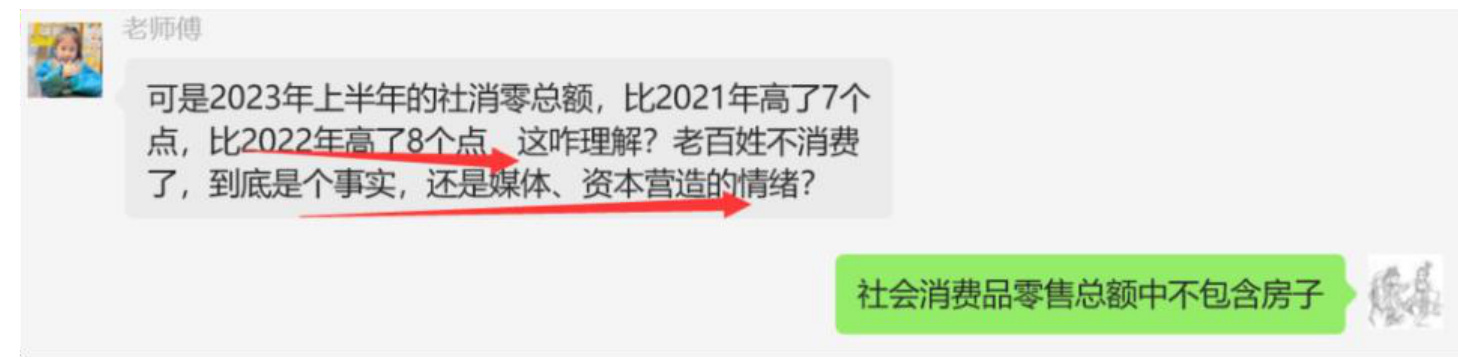 老师傅
可是2023年上半年的社消零总额，比2021年高了7个
点，比2022年高了8个点，这咋理解？老百姓不消费
了，到底是个事实，还是媒体、资本营造的情绪？
社会消费品零售总额中不包含房子